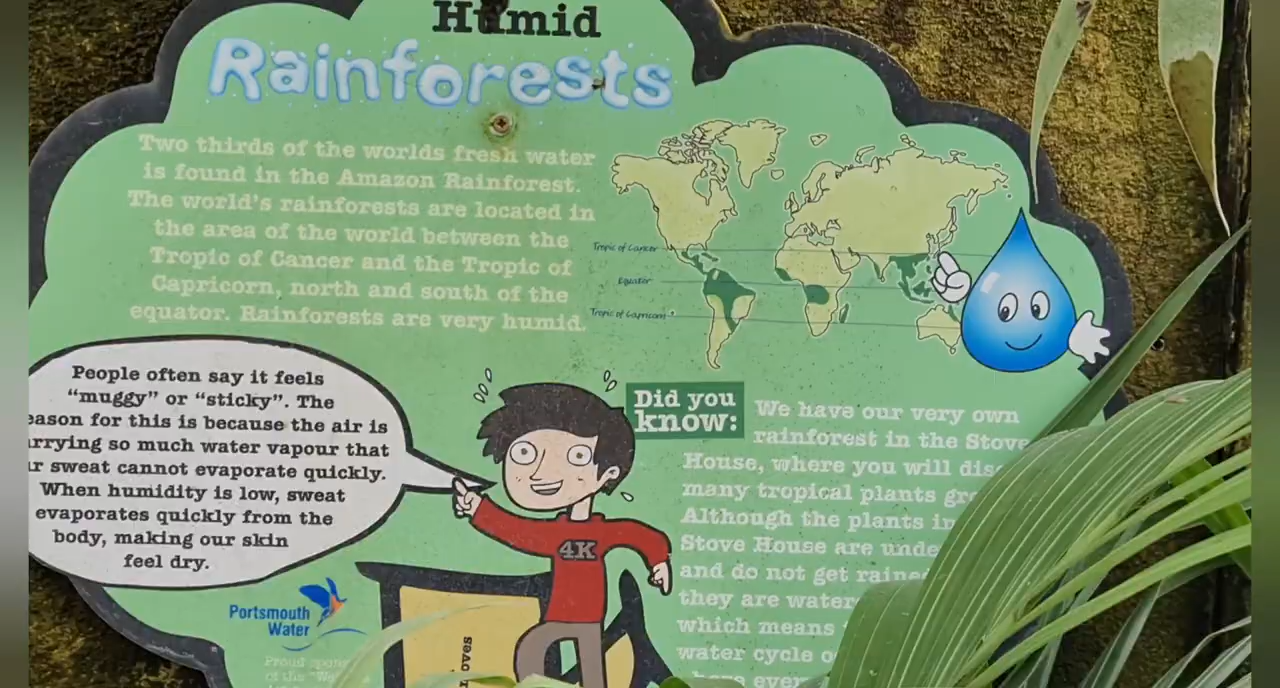 Humid
Rainforests
Two thirds of the worlds fresh water
is found in the Amazon Rainforest.
The world's rainforests are located in
the area of the world between the
Tropic of Cancer and the Tropic of
Capricorn, north and south of the
equator. Rainforests are very humid.
Tropic of Cancer
Equator
Tropic of Capricorn
People often say it feels
"muggy" or "sticky". The
eason for this is because the air is
rrying so much water vapour that
r sweat cannot evaporate quickly.
When humidity is low, sweat
evaporates quickly from the
body, making our skin
feel dry.
4K
Did you
know:
We have our very own
rainforest in the Stove
House, where you will
many tropical plants
Although the plants in
Stove House are
and do not get
they are
which means
water cycle
Portsmouth
Water
Proud
of the
oves